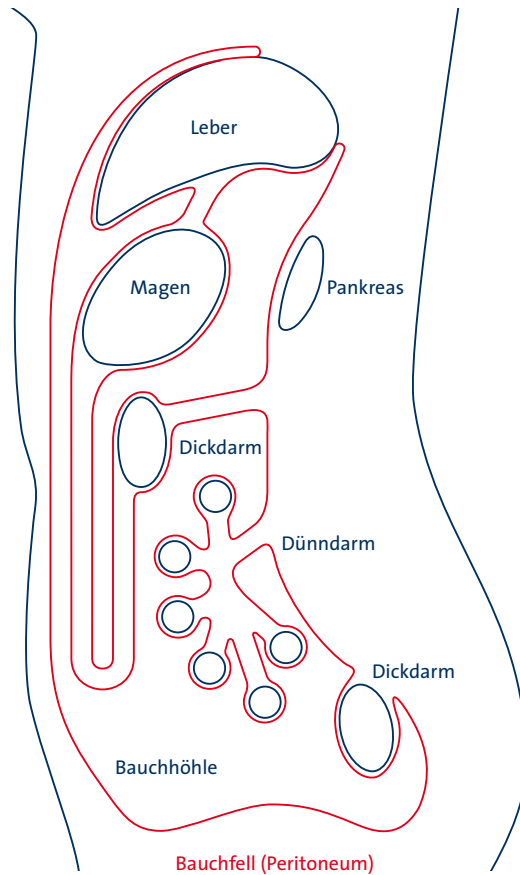 Leber
Magen
Pankreas
Dickdarm
Dünndarm
Dickdarm
Bauchhöhle
Bauchfell (Peritoneum)